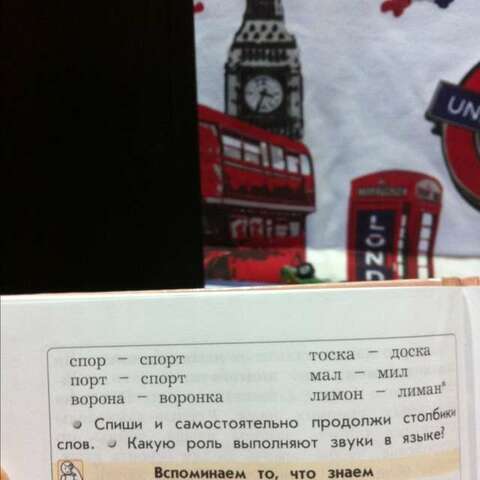 UN
LONDON
спор – спорт
тоска – доска
порт – спорт
мал – мил
ворона – воронка
лимон – лиман
Спиши и самостоятельно продолжи столбики
слов. Какую роль выполняют звуки в языке?
Вспоминаем то, что знаем